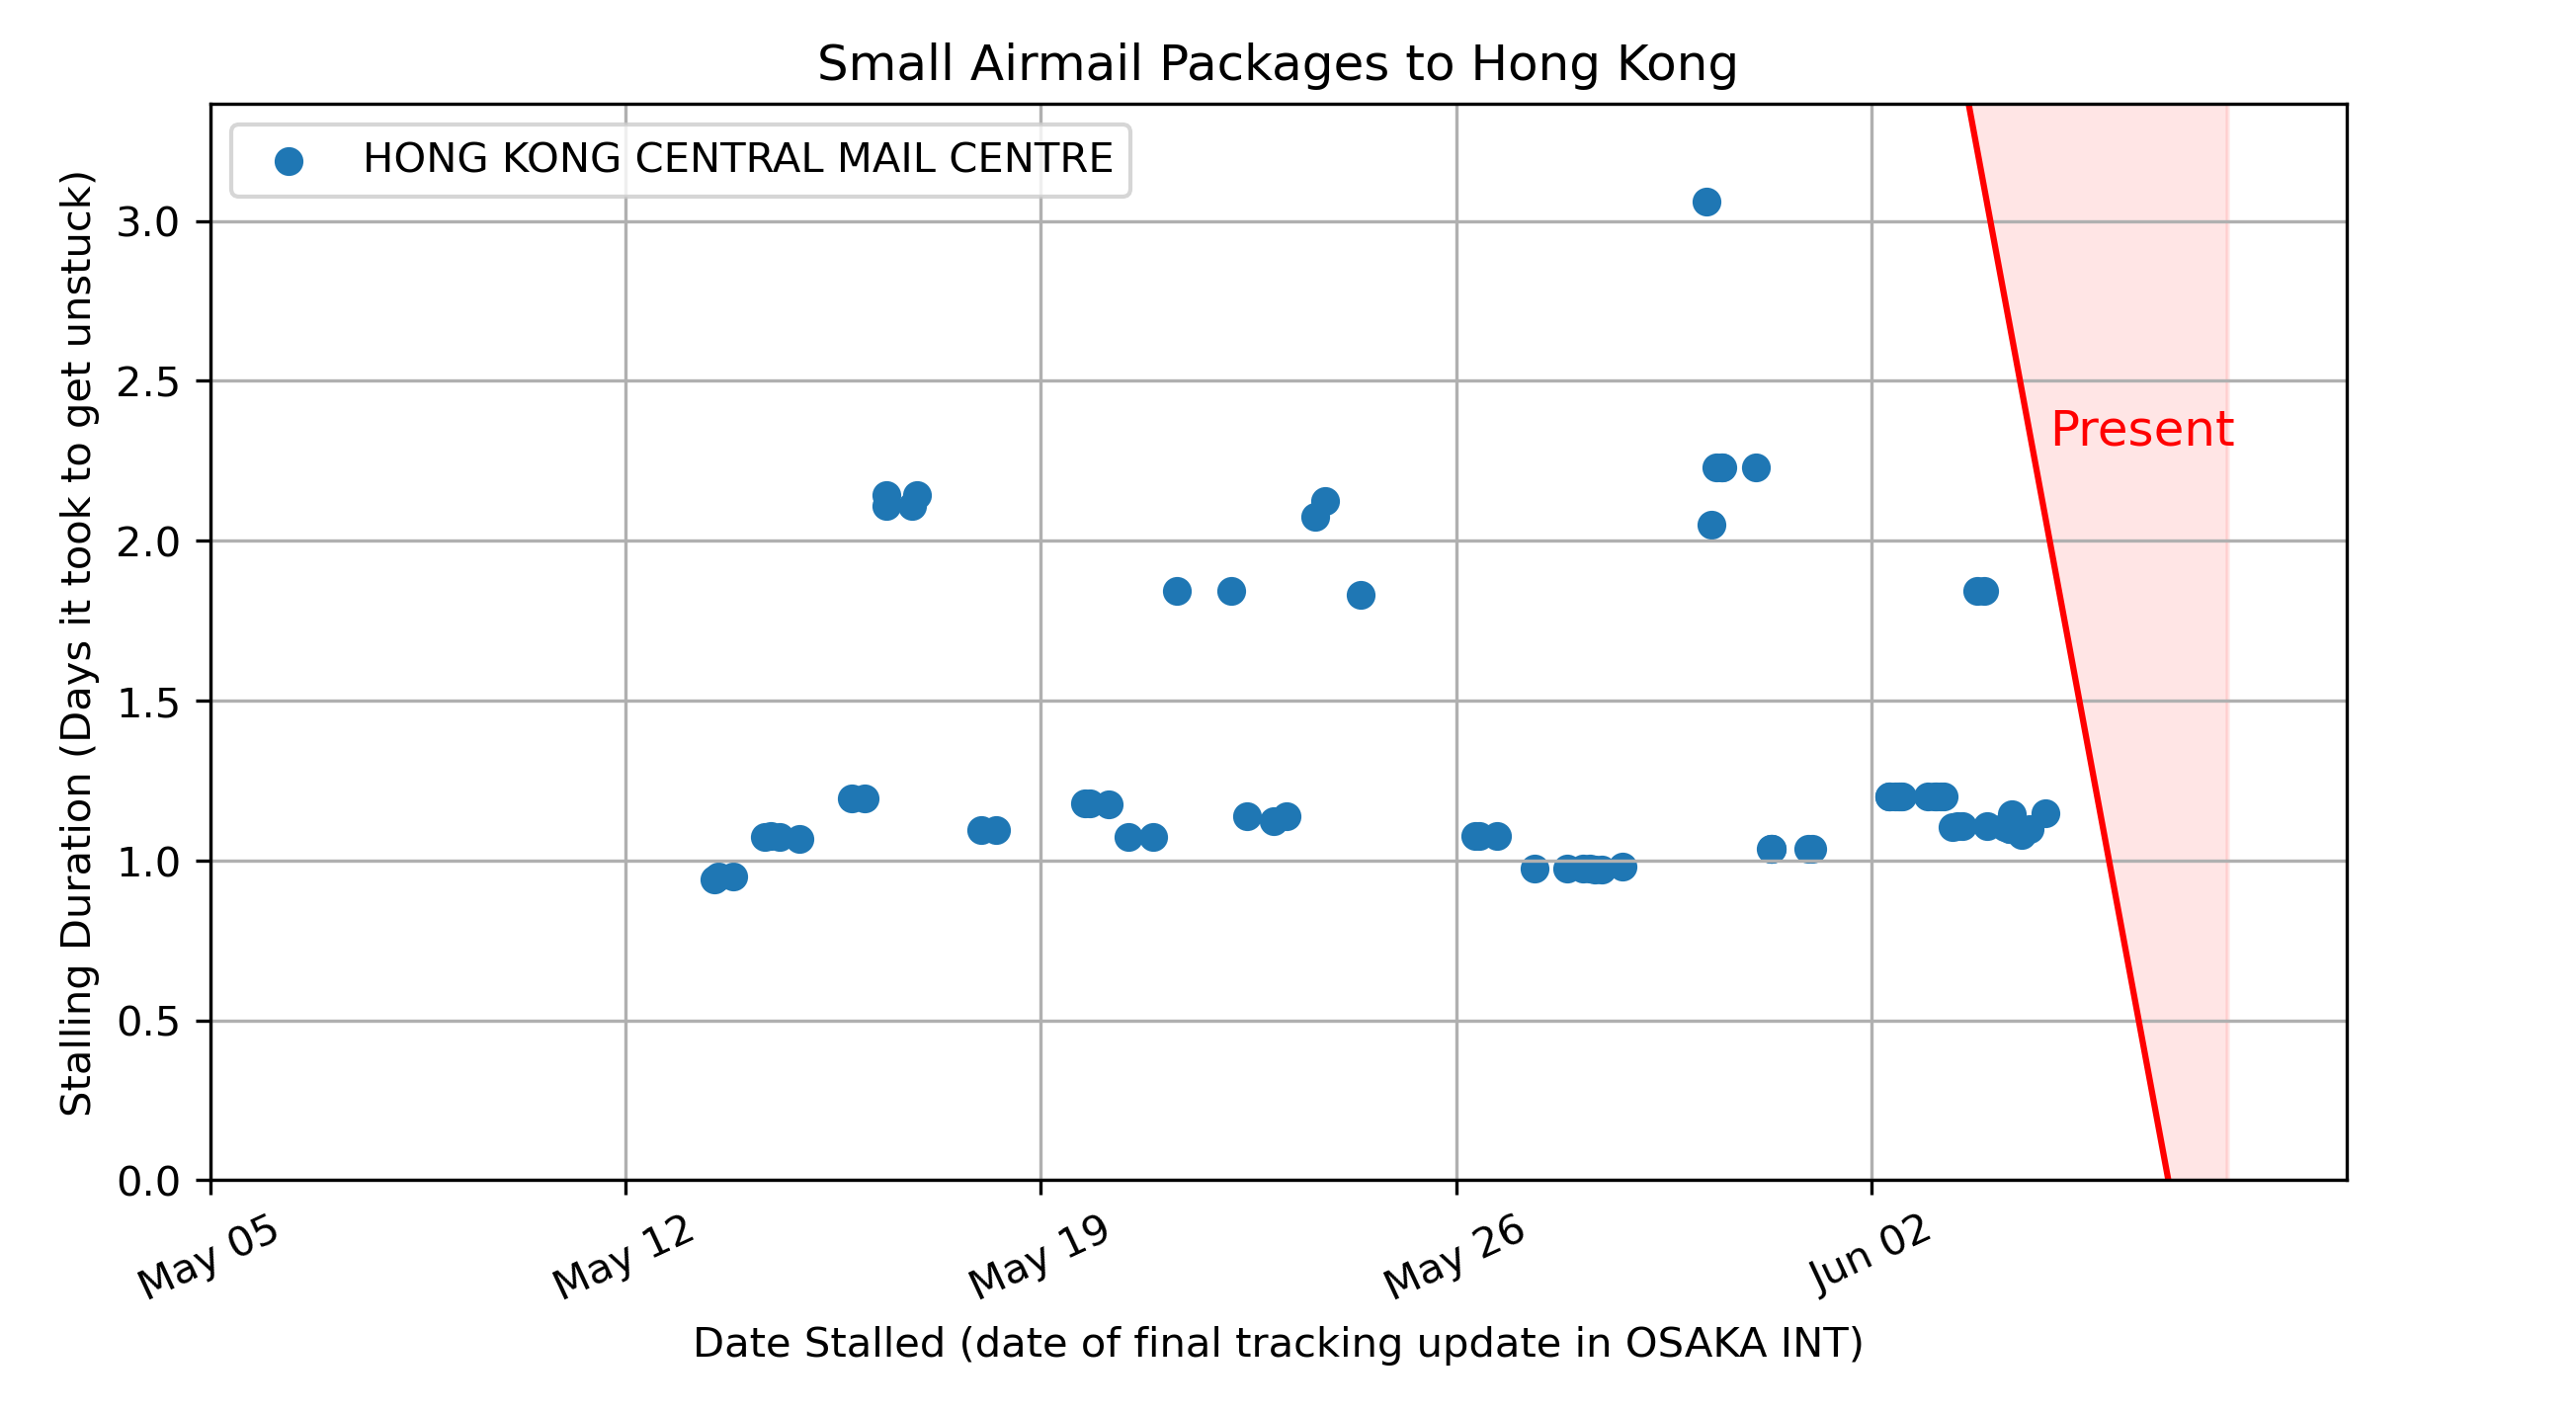 Small Airmail Packages to Hong Kong
HONG KONG CENTRAL MAIL CENTRE
Stalling Duration (Days it took to get unstuck)
3.0
2.5
2.0
1.5
1.0
0.5
0.0
Present
May 05
May 12
May 19
May 26
Jun 02
Date Stalled (date of final tracking update in OSAKA INT)